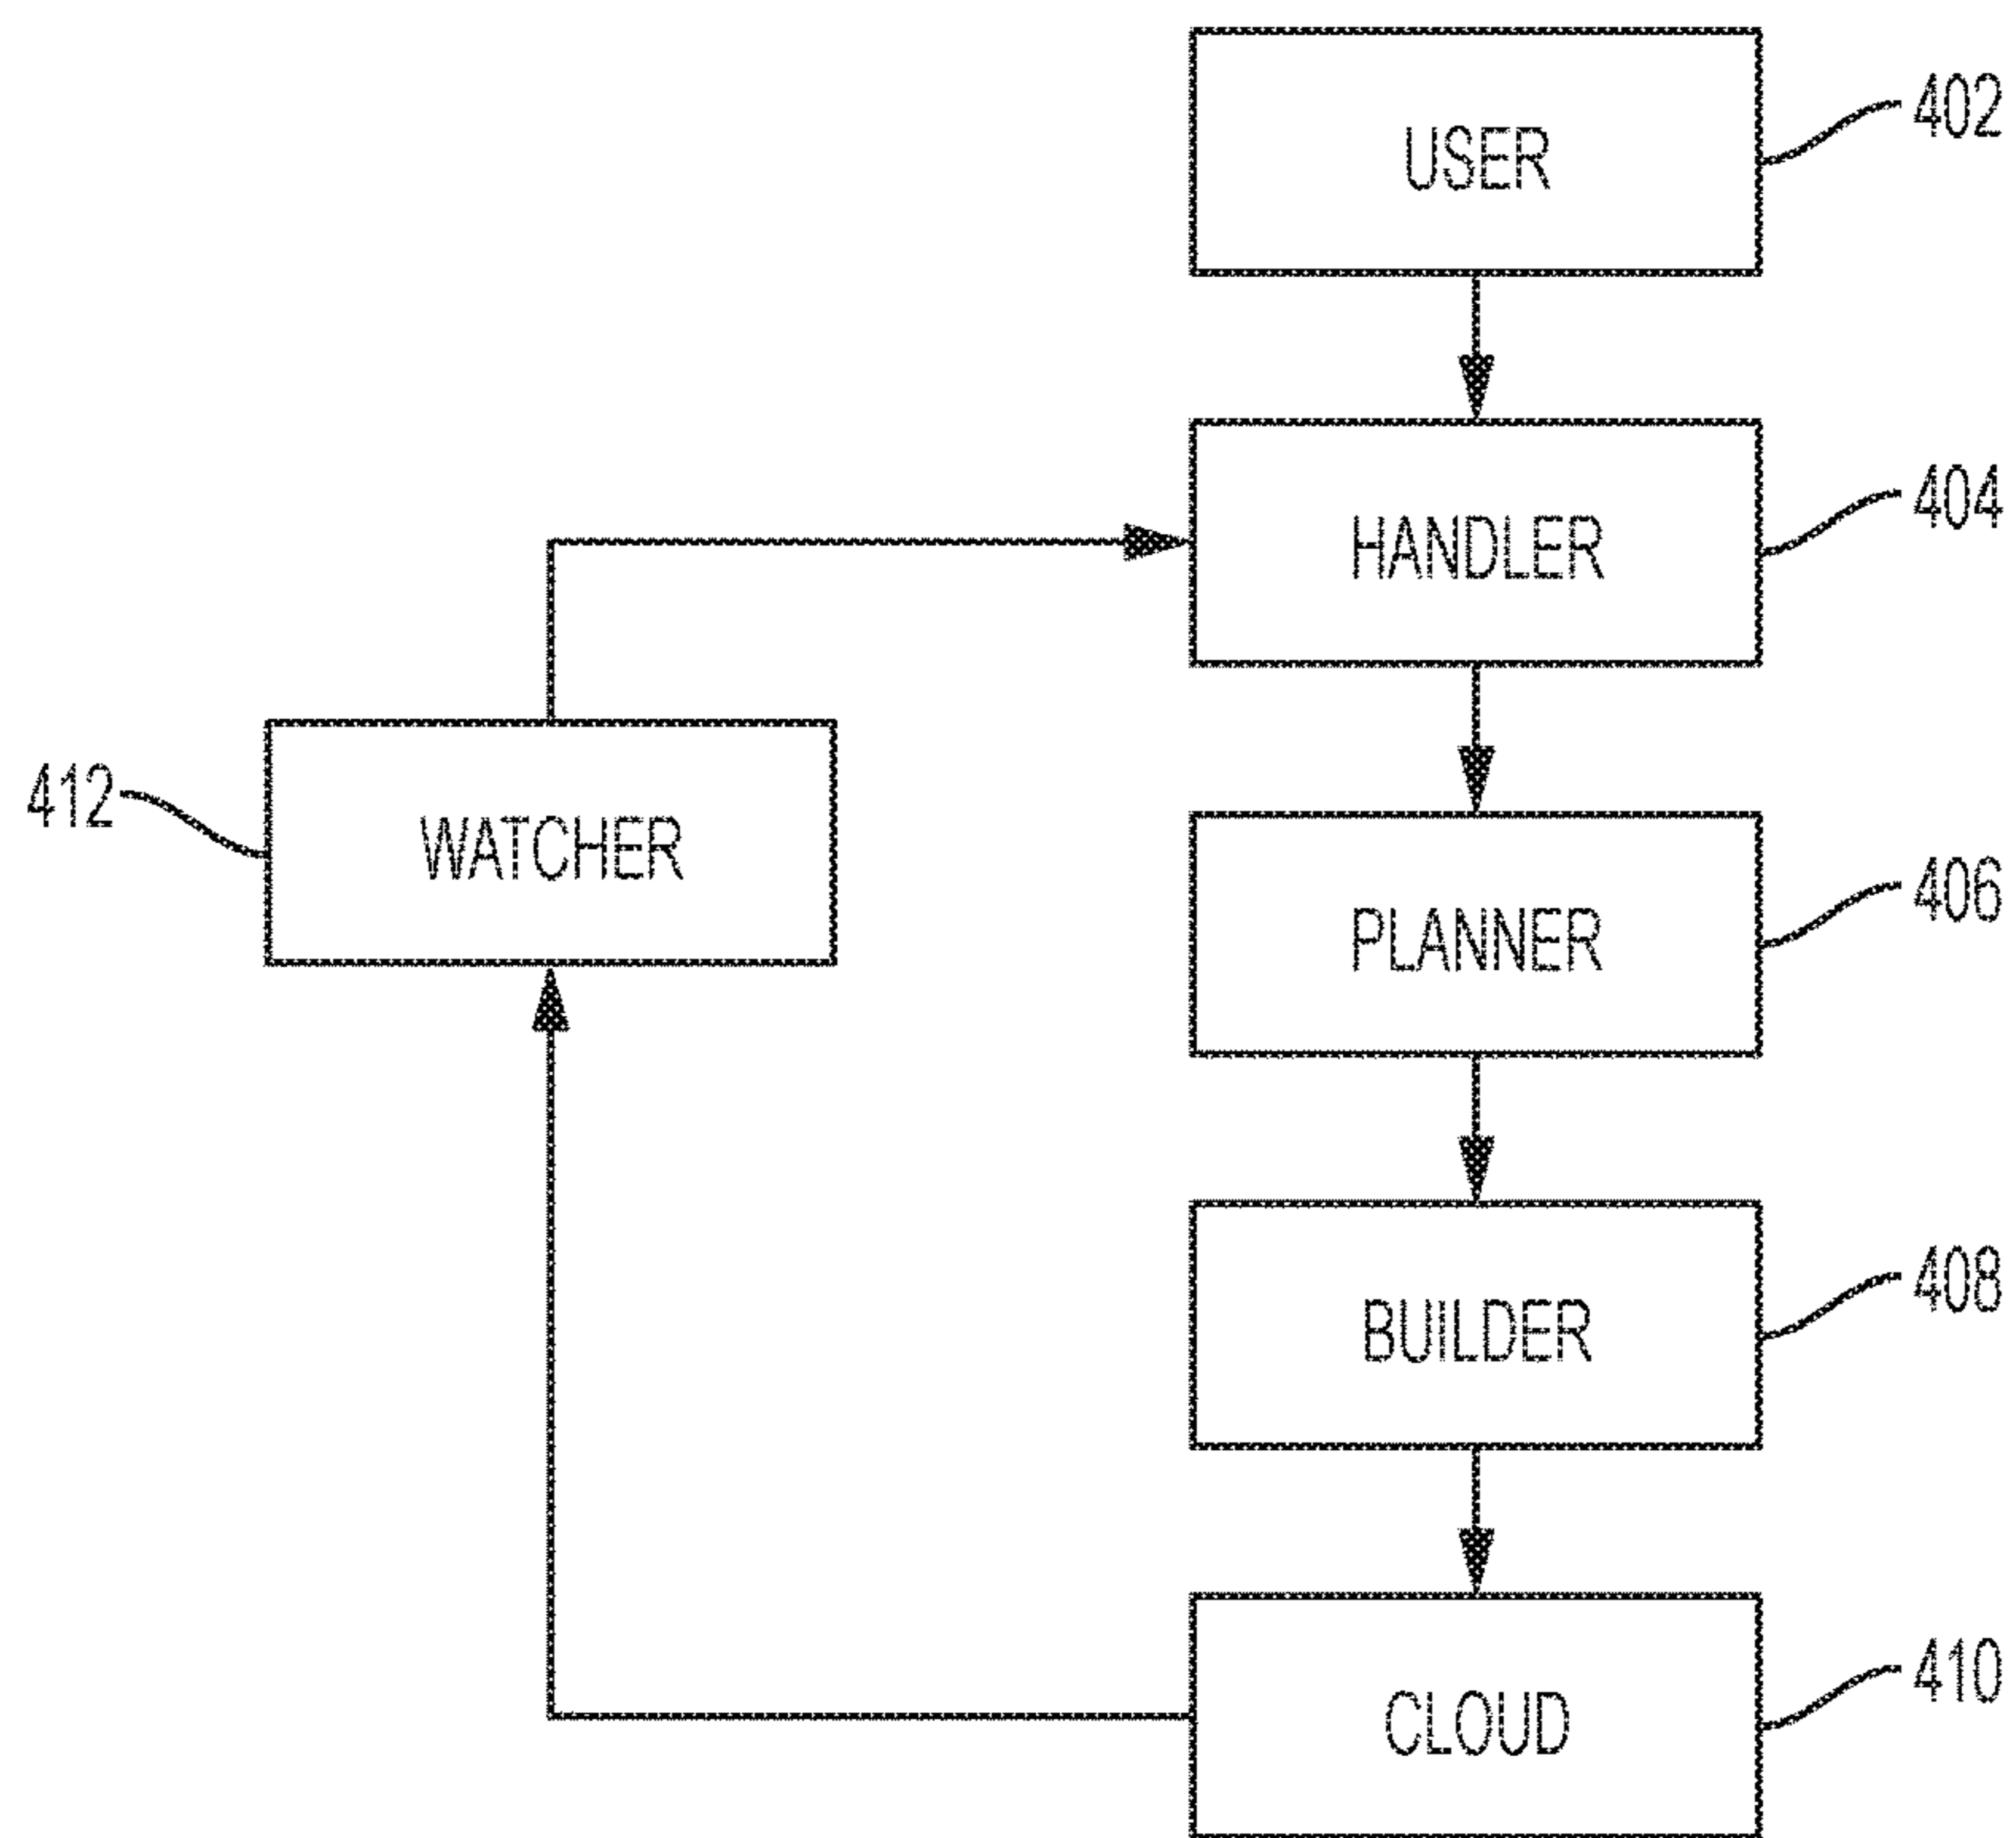 USER
402
HANDLER
404
WATCHER
412
PLANNER
406
BUILDER
408
CLOUD
410